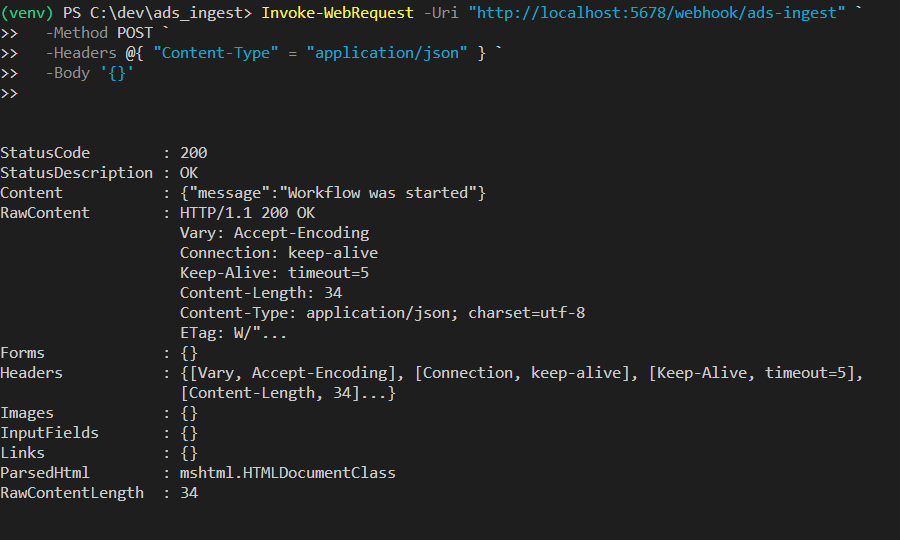 (venv) PS C:\dev\ads_ingest> Invoke-WebRequest -Uri "http://localhost:5678/webhook/ads-ingest" `
>>   -Method POST `
>>   -Headers @{ "Content-Type" = "application/json" } `
>>   -Body '{}'
>>
StatusCode        : 200
StatusDescription : OK
Content           : {"message":"Workflow was started"}
RawContent        : HTTP/1.1 200 OK
                    Vary: Accept-Encoding
                    Connection: keep-alive
                    Keep-Alive: timeout=5
                    Content-Length: 34
                    Content-Type: application/json; charset=utf-8
                    ETag: W/"...
Forms             : {}
Headers           : {[Vary, Accept-Encoding], [Connection, keep-alive], [Keep-Alive, timeout=5],
                    [Content-Length, 34]...}
Images            : {}
InputFields       : {}
Links             : {}
ParsedHtml        : mshtml.HTMLDocumentClass
RawContentLength  : 34